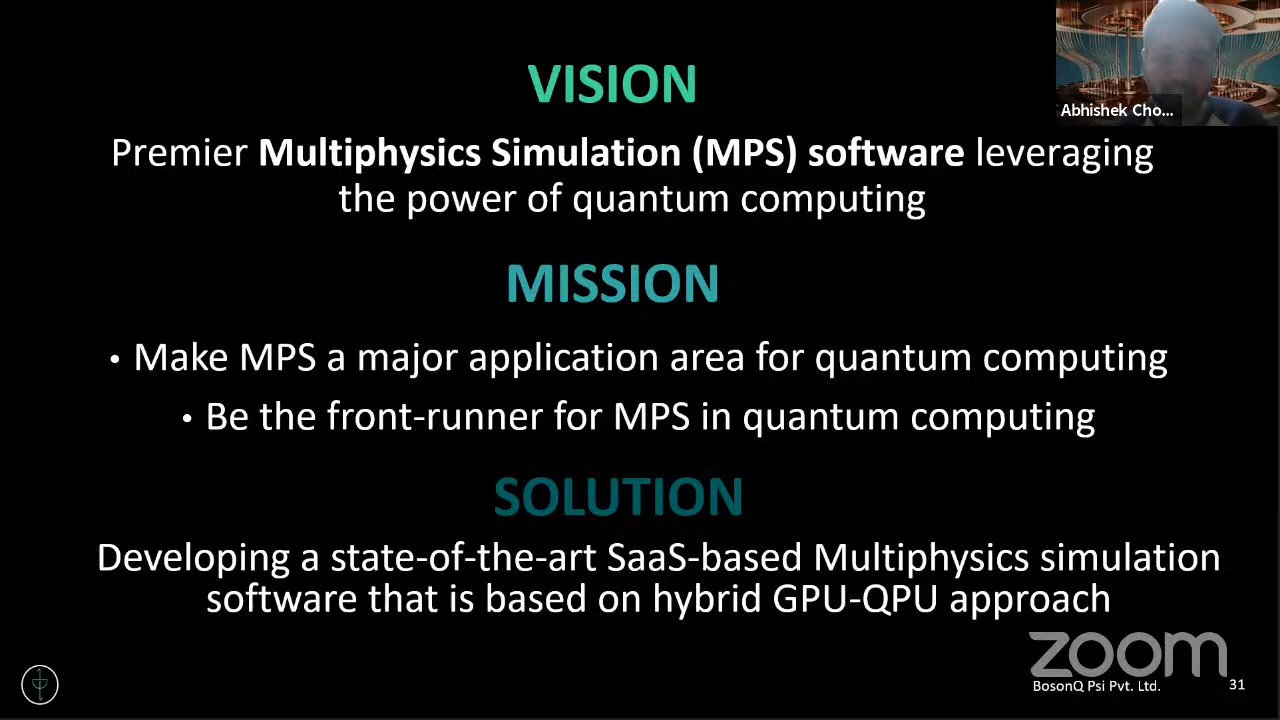 VISION
Abhishek Cho...
Premier Multiphysics Simulation (MPS) software leveraging
the power of quantum computing
MISSION
• Make MPS a major application area for quantum computing
• Be the front-runner for MPS in quantum computing
SOLUTION
Developing a state-of-the-art SaaS-based Multiphysics simulation
software that is based on hybrid GPU-QPU approach
zoom
BosonQ Psi Pvt. Ltd.
31